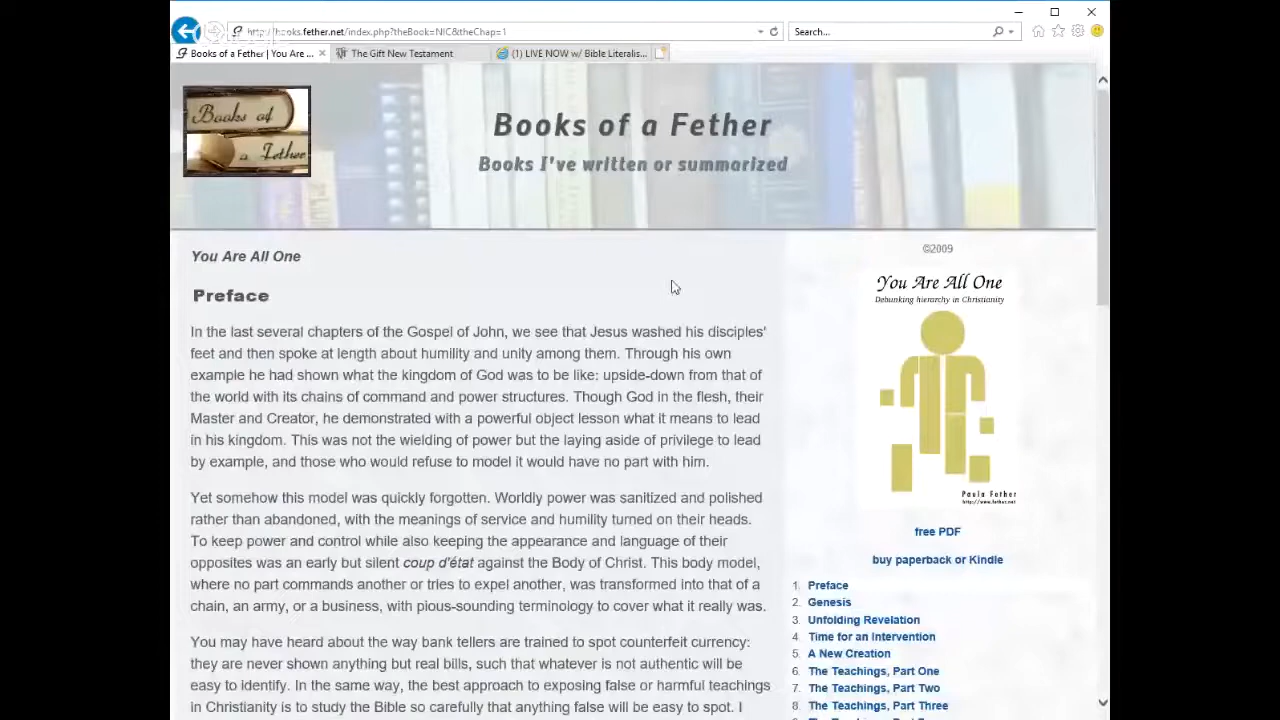 http://books.fether.net/index.php?theBook=NIC&theChap=1
Search...
Books of a Fether | You Are ...
The Gift New Testament
(1) LIVE NOW w/ Bible Literalis...
Books of
a Fether
Books of a Fether
Books I've written or summarized
You Are All One
Preface
In the last several chapters of the Gospel of John, we see that Jesus washed his disciples'
feet and then spoke at length about humility and unity among them. Through his own
example he had shown what the kingdom of God was to be like: upside-down from that of
the world with its chains of command and power structures. Though God in the flesh, their
Master and Creator, he demonstrated with a powerful object lesson what it means to lead
in his kingdom. This was not the wielding of power but the laying aside of privilege to lead
by example, and those who would refuse to model it would have no part with him.
Yet somehow this model was quickly forgotten. Worldly power was sanitized and polished
rather than abandoned, with the meanings of service and humility turned on their heads.
To keep power and control while also keeping the appearance and language of their
opposites was an early but silent coup d'état against the Body of Christ. This body model,
where no part commands another or tries to expel another, was transformed into that of a
chain, an army, or a business, with pious-sounding terminology to cover what it really was.
You may have heard about the way bank tellers are trained to spot counterfeit currency:
they are never shown anything but real bills, such that whatever is not authentic will be
easy to identify. In the same way, the best approach to exposing false or harmful teachings
in Christianity is to study the Bible so carefully that anything false will be easy to spot. I
©2009
You Are All One
Debunking hierarchy in Christianity
Paula Fether
http://www.fether.net
free PDF
buy paperback or Kindle
1. Preface
2. Genesis
3. Unfolding Revelation
4. Time for an Intervention
5. A New Creation
6. The Teachings, Part One
7. The Teachings, Part Two
8. The Teachings, Part Three